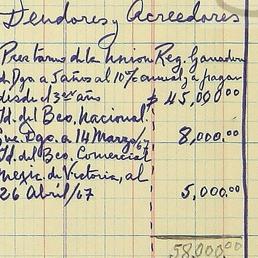 Deudores y Acreedores
Prestamo de la Union Reg. Ganadera
d. Dgo a 5 años al 10% anual, a pagar
desde el 3er año $ 45,000.00
Id. del Bco. Nacional.
Suc. Dgo. a 14 Marzo/67 8,000.00
Id. del Bco. Comercial
Mexic. de Victoria, al
26 Abril/67 5,000.00
58,000.00